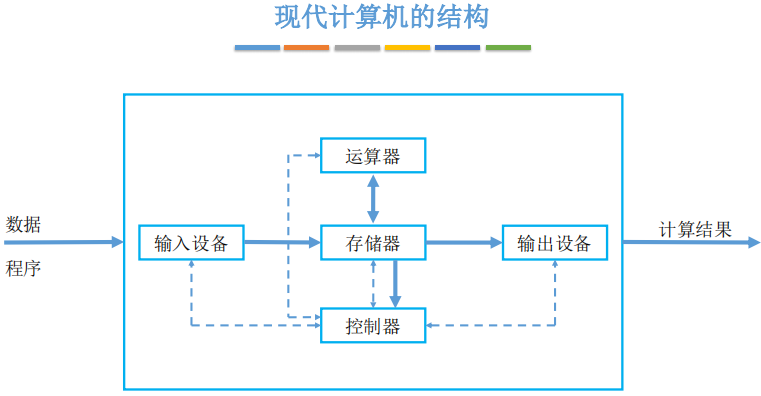 现代计算机的结构
运算器
数据
输入设备
存储器
输出设备
计算结果
程序
控制器